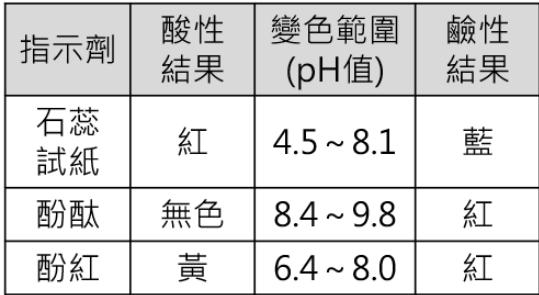 指示劑 酸性結果 變色範圍(pH值) 鹼性結果
石蕊試紙 紅 4.5～8.1 藍
酚酞 無色 8.4～9.8 紅
酚紅 黃 6.4～8.0 紅